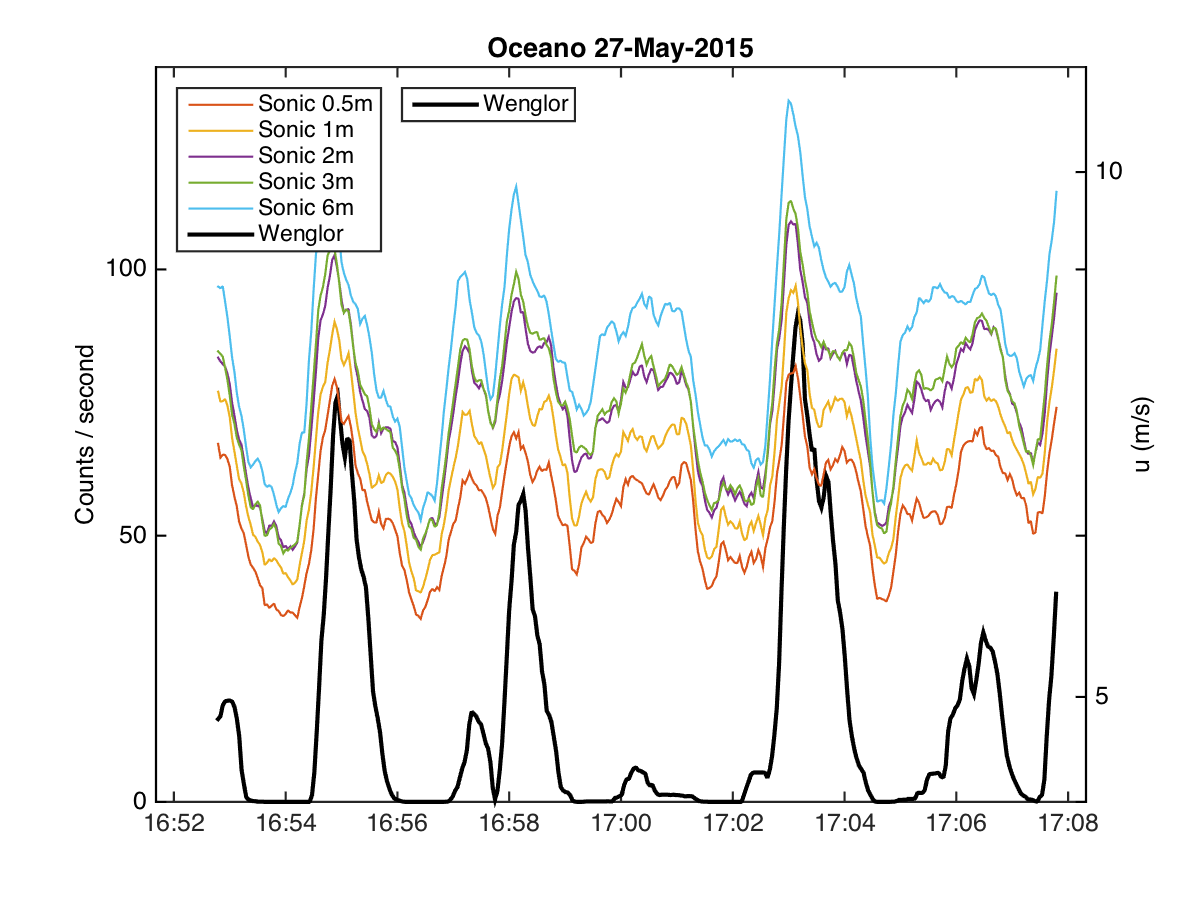 Oceano 27-May-2015
Sonic 0.5m
Sonic 1m
Sonic 2m
Sonic 3m
Sonic 6m
Wenglor
Wenglor
Counts / second
100
50
0
u (m/s)
10
5
16:52 16:54 16:56 16:58 17:00 17:02 17:04 17:06 17:08